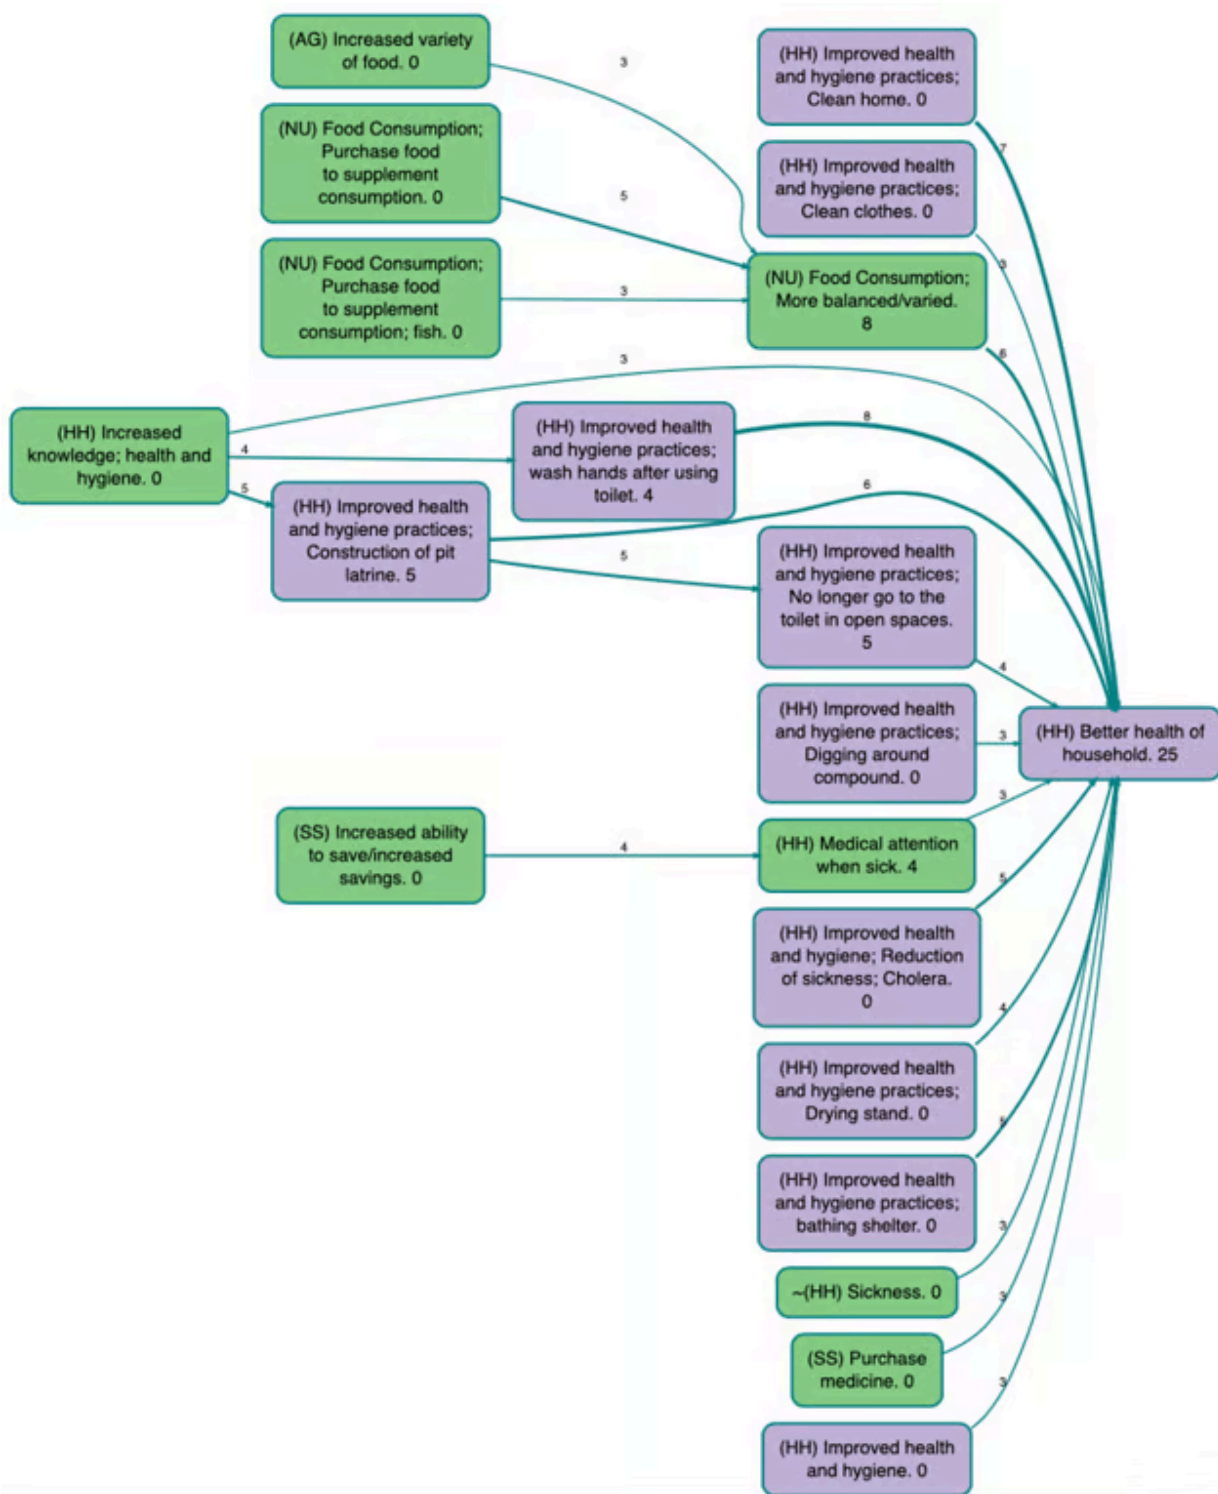 (AG) Increased variety
of food. 0
3
(HH) Improved health
and hygiene practices;
Clean home. 0
7
(NU) Food Consumption;
Purchase food
to supplement
consumption. 0
5
(HH) Improved health
and hygiene practices;
Clean clothes. 0
3
(NU) Food Consumption;
Purchase food
to supplement
consumption; fish. 0
3
(NU) Food Consumption;
More balanced/varied.
8
6
3
(HH) Increased
knowledge; health and
hygiene. 0
4
5
(HH) Improved health
and hygiene practices;
wash hands after using
toilet. 4
8
(HH) Improved health
and hygiene practices;
Construction of pit
latrine. 5
6
5
(HH) Improved health
and hygiene practices;
No longer go to the
toilet in open spaces.
5
4
(HH) Improved health
and hygiene practices;
Digging around
compound. 0
3
(HH) Better health of
household. 25
3
(SS) Increased ability
to save/increased
savings. 0
4
(HH) Medical attention
when sick. 4
5
(HH) Improved health
and hygiene; Reduction
of sickness; Cholera.
0
4
(HH) Improved health
and hygiene practices;
Drying stand. 0
5
(HH) Improved health
and hygiene practices;
bathing shelter. 0
3
~(HH) Sickness. 0
3
(SS) Purchase
medicine. 0
3
(HH) Improved health
and hygiene. 0